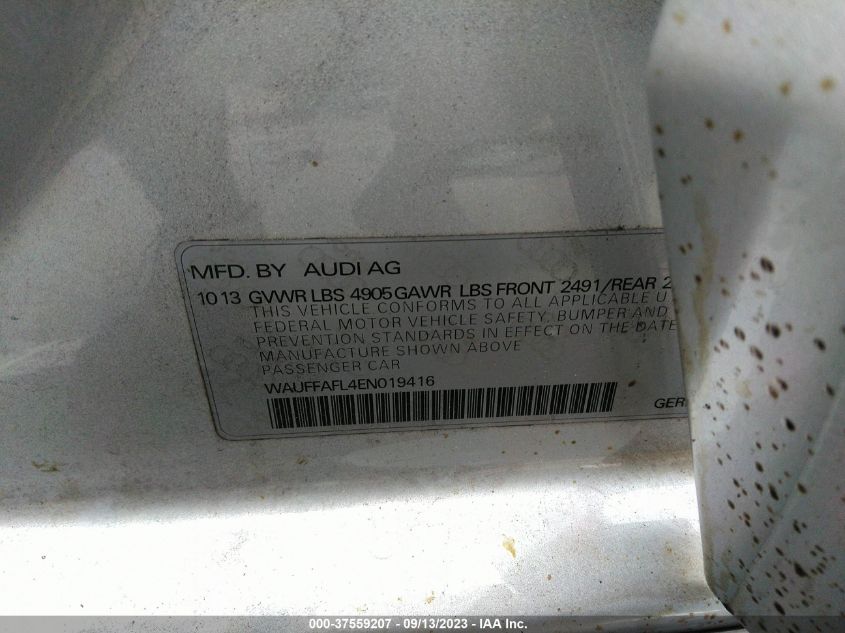 MFD. BY AUDI AG
10 13 GVWR LBS 4905 GAWR LBS FRONT 2491/REAR 2
THIS VEHICLE CONFORMS TO ALL APPLICABLE U
FEDERAL MOTOR VEHICLE SAFETY, BUMPER AND
PREVENTION STANDARDS IN EFFECT ON THE DATE
MANUFACTURE SHOWN ABOVE
PASSENGER CAR
WAUFFAFL4EN019416
GER
000-37559207 - 09/13/2023 - IAA Inc.